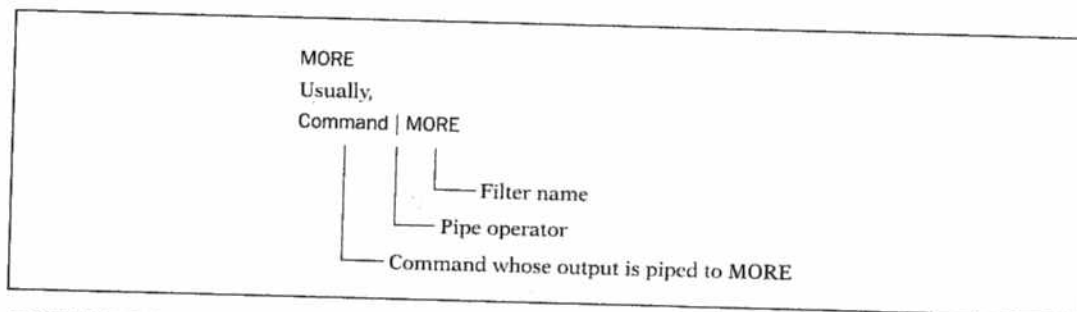 MORE
Usually,
Command | MORE
Filter name
Pipe operator
Command whose output is piped to MORE